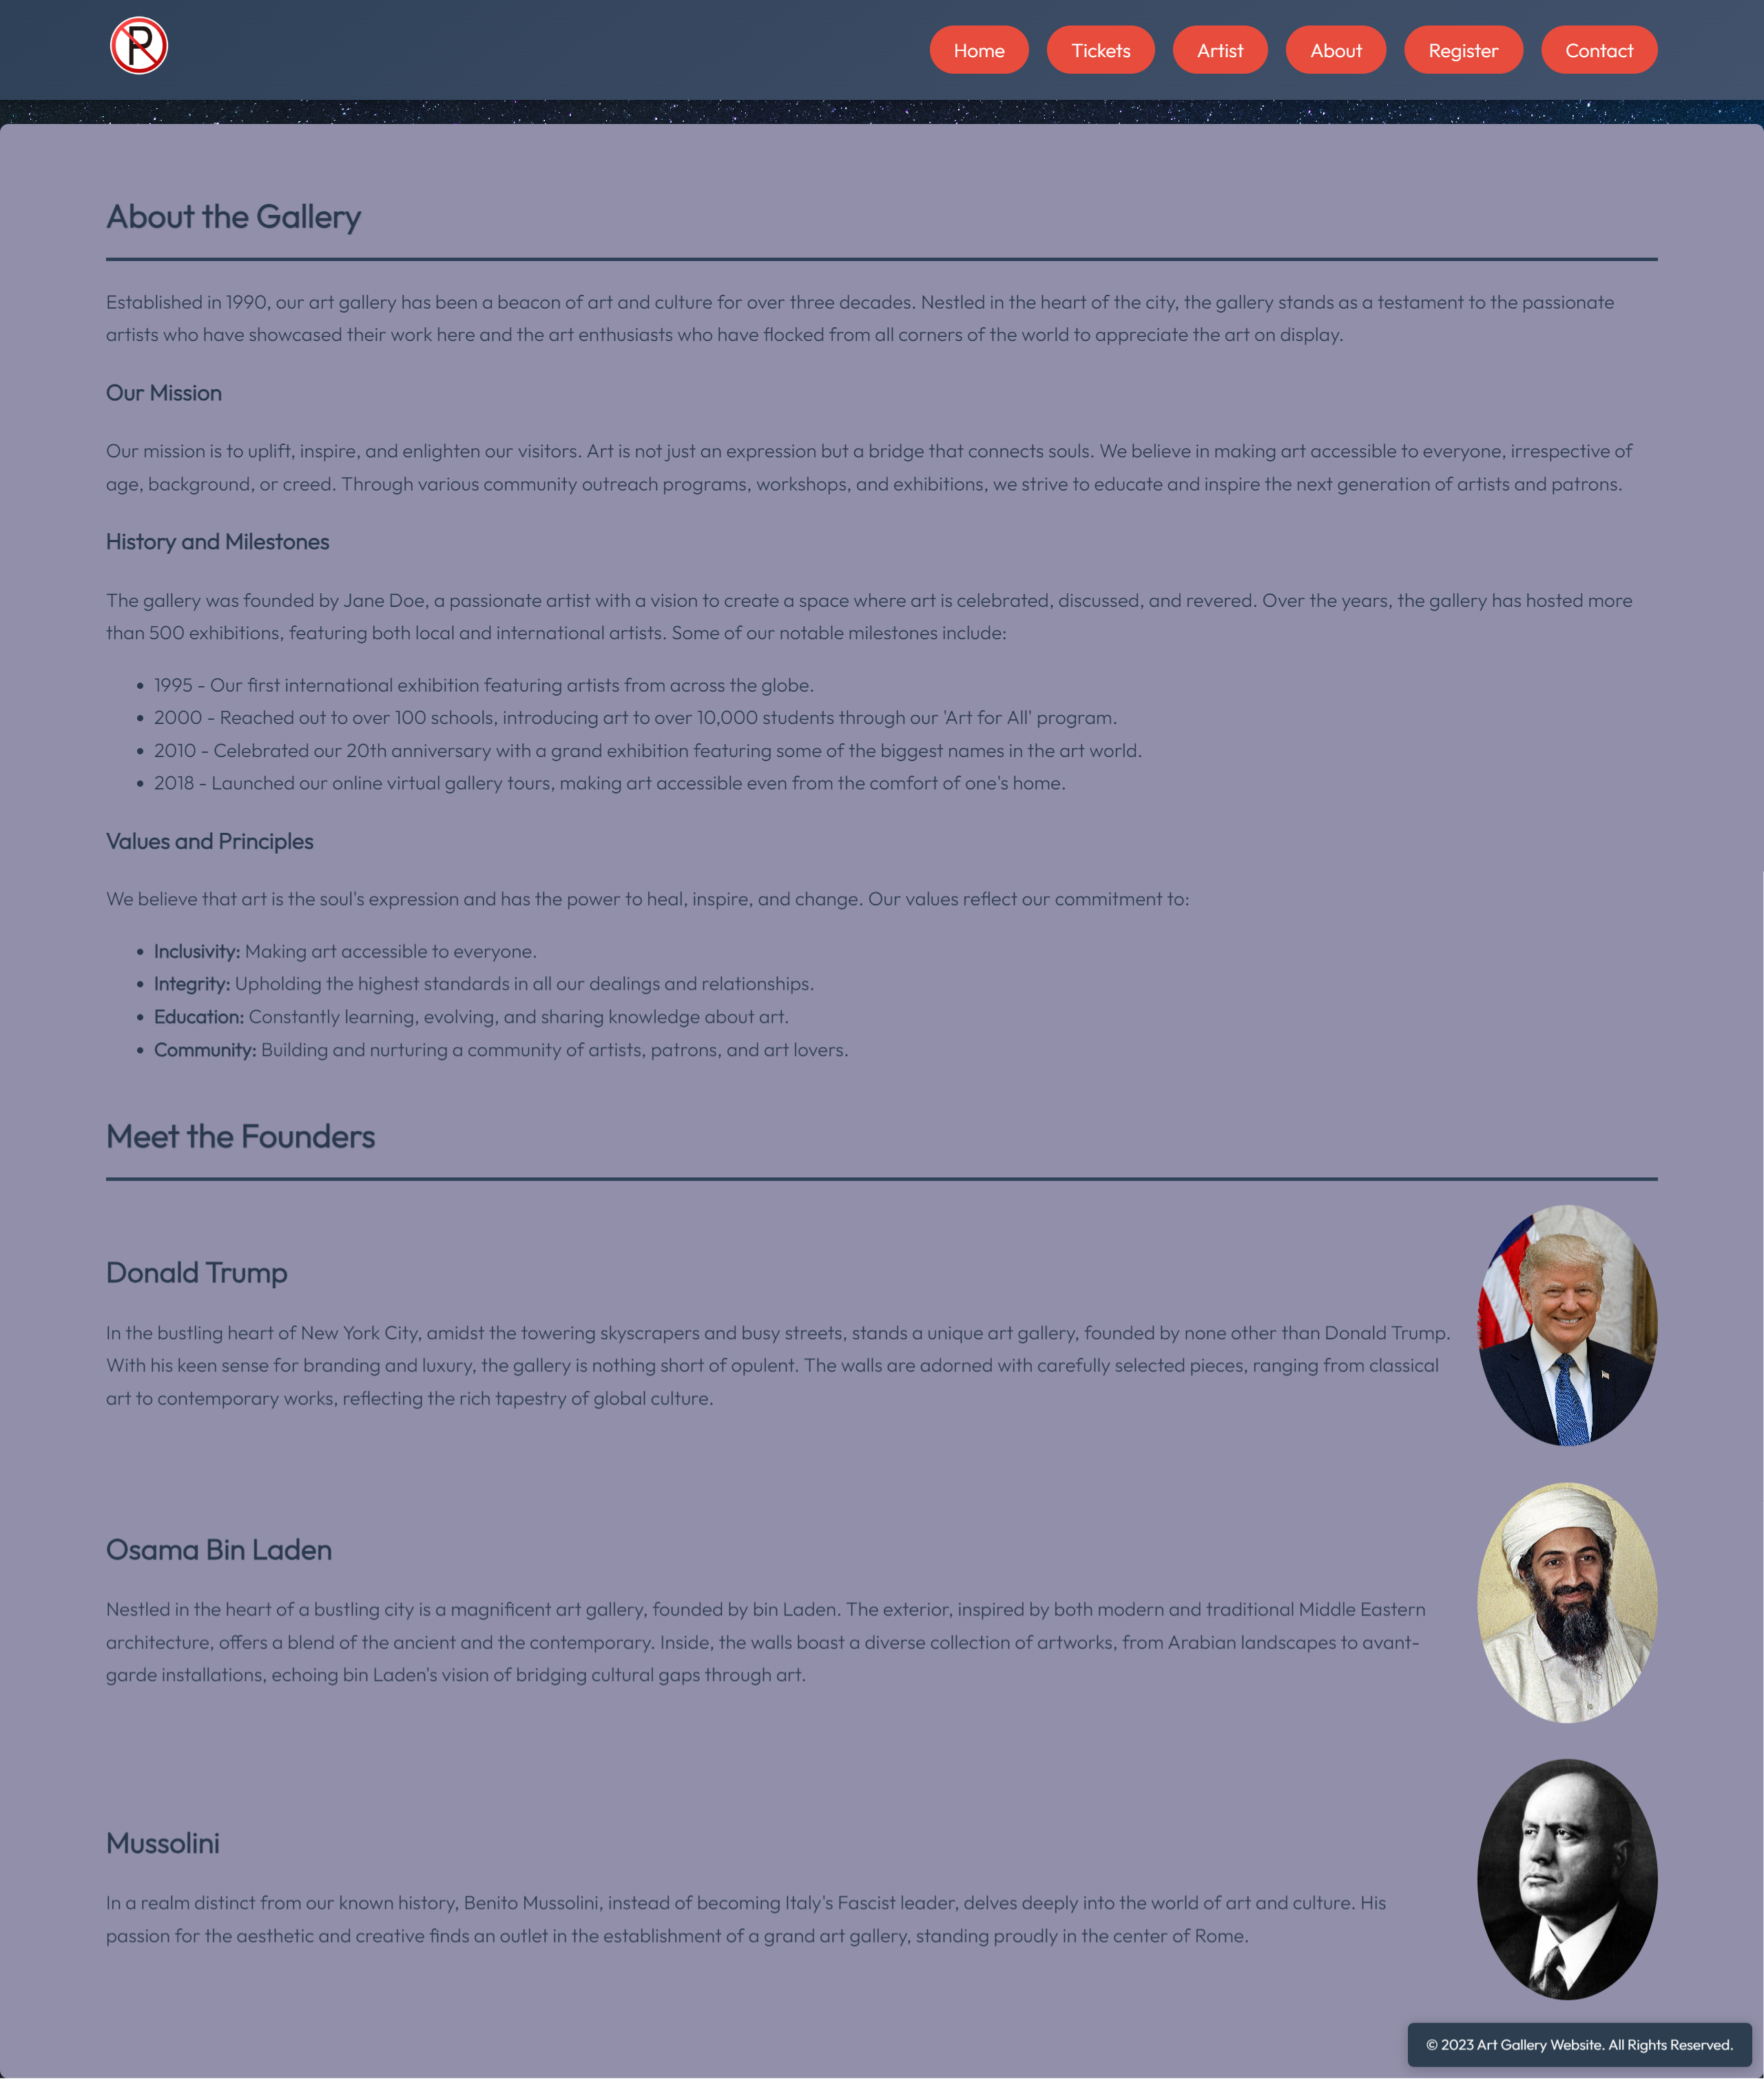 P
Home Tickets Artist About Register Contact
About the Gallery
Established in 1990, our art gallery has been a beacon of art and culture for over three decades. Nestled in the heart of the city, the gallery stands as a testament to the passionate
artists who have showcased their work here and the art enthusiasts who have flocked from all corners of the world to appreciate the art on display.
Our Mission
Our mission is to uplift, inspire, and enlighten our visitors. Art is not just an expression but a bridge that connects souls. We believe in making art accessible to everyone, irrespective of
age, background, or creed. Through various community outreach programs, workshops, and exhibitions, we strive to educate and inspire the next generation of artists and patrons.
History and Milestones
The gallery was founded by Jane Doe, a passionate artist with a vision to create a space where art is celebrated, discussed, and revered. Over the years, the gallery has hosted more
than 500 exhibitions, featuring both local and international artists. Some of our notable milestones include:
• 1995 - Our first international exhibition featuring artists from across the globe.
• 2000 - Reached out to over 100 schools, introducing art to over 10,000 students through our 'Art for All' program.
• 2010 - Celebrated our 20th anniversary with a grand exhibition featuring some of the biggest names in the art world.
• 2018 - Launched our online virtual gallery tours, making art accessible even from the comfort of one's home.
Values and Principles
We believe that art is the soul's expression and has the power to heal, inspire, and change. Our values reflect our commitment to:
• Inclusivity: Making art accessible to everyone.
• Integrity: Upholding the highest standards in all our dealings and relationships.
• Education: Constantly learning, evolving, and sharing knowledge about art.
• Community: Building and nurturing a community of artists, patrons, and art lovers.
Meet the Founders
Donald Trump
In the bustling heart of New York City, amidst the towering skyscrapers and busy streets, stands a unique art gallery, founded by none other than Donald Trump.
With his keen sense for branding and luxury, the gallery is nothing short of opulent. The walls are adorned with carefully selected pieces, ranging from classical
art to contemporary works, reflecting the rich tapestry of global culture.
Osama Bin Laden
Nestled in the heart of a bustling city is a magnificent art gallery, founded by bin Laden. The exterior, inspired by both modern and traditional Middle Eastern
architecture, offers a blend of the ancient and the contemporary. Inside, the walls boast a diverse collection of artworks, from Arabian landscapes to avant-
garde installations, echoing bin Laden's vision of bridging cultural gaps through art.
Mussolini
In a realm distinct from our known history, Benito Mussolini, instead of becoming Italy's Fascist leader, delves deeply into the world of art and culture. His
passion for the aesthetic and creative finds an outlet in the establishment of a grand art gallery, standing proudly in the center of Rome.
© 2023 Art Gallery Website. All Rights Reserved.